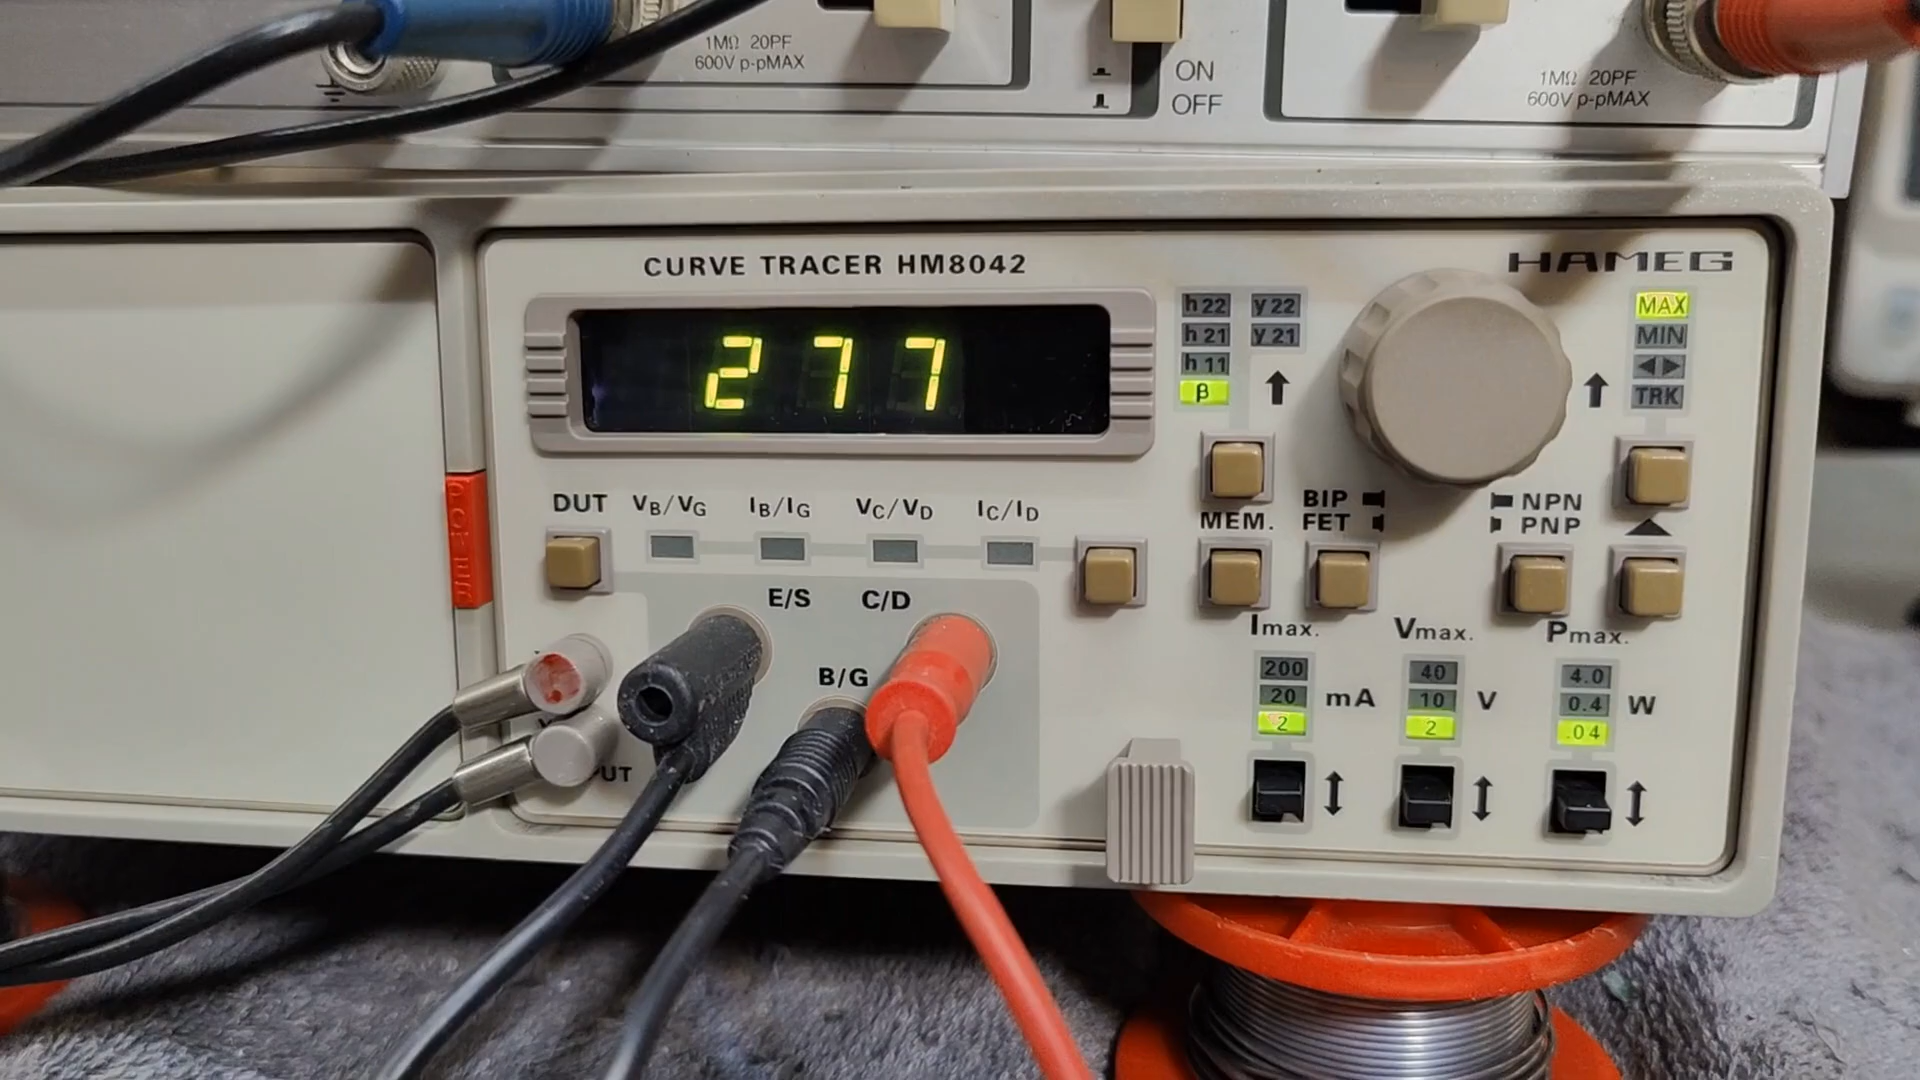 1MΩ 20PF
600V p-pMAX
ON
OFF
1MΩ 20PF
600V p-pMAX
CURVE TRACER HM8042
HAMEG
277
h22 y22
h21 y21
h11
β
MAX
MIN
TRK
DUT VB/VG IB/IG VC/VD IC/ID
MEM.
BIP
FET
NPN
PNP
POWER
E/S C/D
B/G
PUT
Imax. Vmax. Pmax.
200
20 mA
2
40
10 V
2
4.0
0.4 W
.04